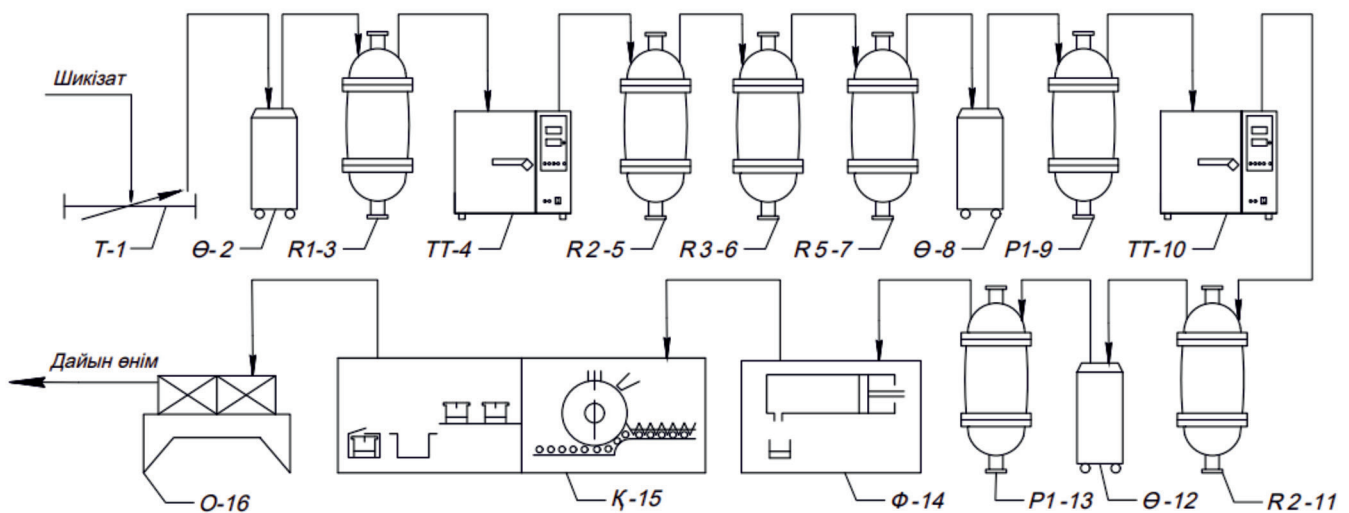 Шикізат
Т-1
Ө-2
R1-3
ТТ-4
R2-5
R3-6
R5-7
Ө-8
Р1-9
ТТ-10
Дайын өнім
О-16
Қ-15
Ф-14
Р1-13
Ө-12
R2-11